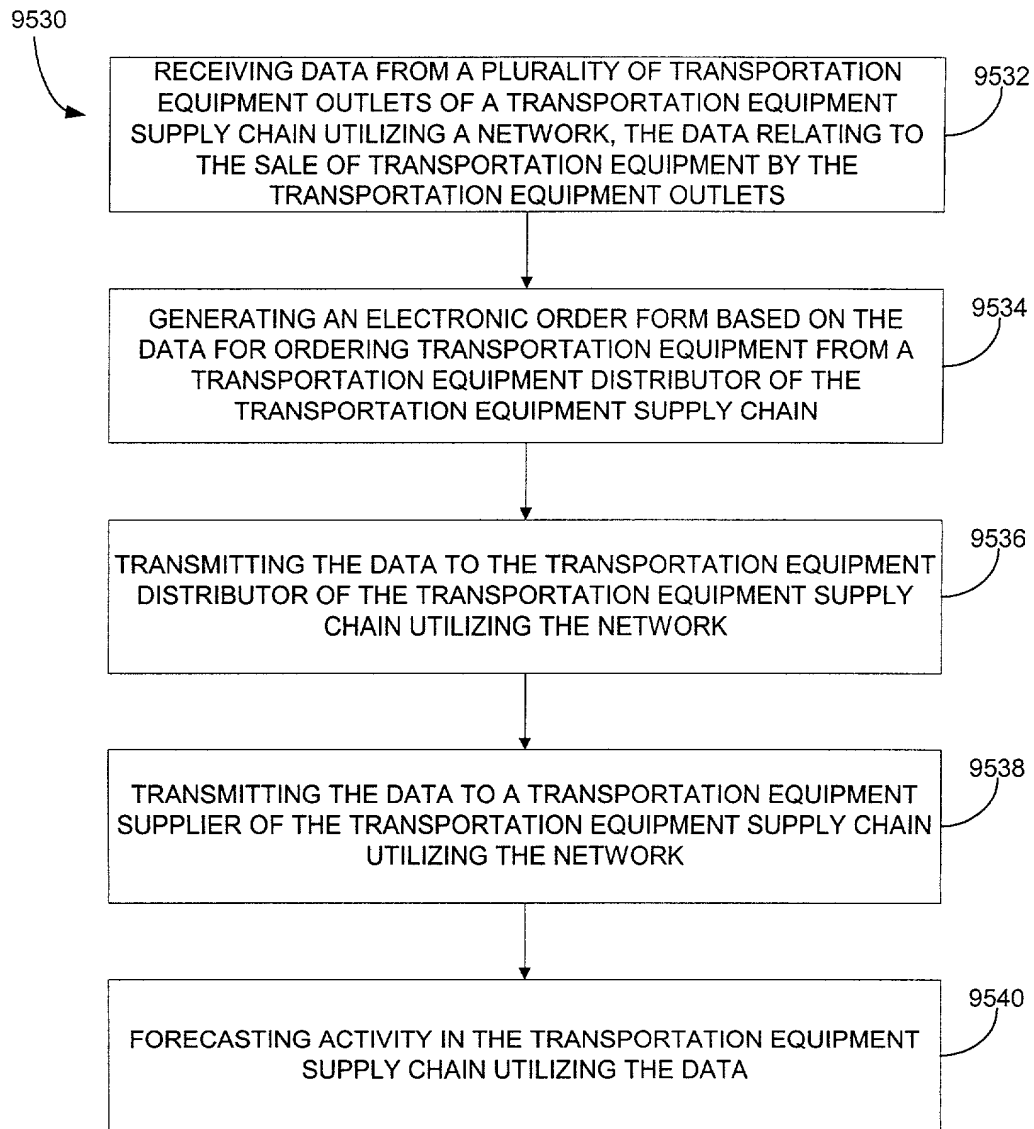 9530
RECEIVING DATA FROM A PLURALITY OF TRANSPORTATION
EQUIPMENT OUTLETS OF A TRANSPORTATION EQUIPMENT
SUPPLY CHAIN UTILIZING A NETWORK, THE DATA RELATING TO
THE SALE OF TRANSPORTATION EQUIPMENT BY THE
TRANSPORTATION EQUIPMENT OUTLETS
9532
GENERATING AN ELECTRONIC ORDER FORM BASED ON THE
DATA FOR ORDERING TRANSPORTATION EQUIPMENT FROM A
TRANSPORTATION EQUIPMENT DISTRIBUTOR OF THE
TRANSPORTATION EQUIPMENT SUPPLY CHAIN
9534
TRANSMITTING THE DATA TO THE TRANSPORTATION EQUIPMENT
DISTRIBUTOR OF THE TRANSPORTATION EQUIPMENT SUPPLY
CHAIN UTILIZING THE NETWORK
9536
TRANSMITTING THE DATA TO A TRANSPORTATION EQUIPMENT
SUPPLIER OF THE TRANSPORTATION EQUIPMENT SUPPLY CHAIN
UTILIZING THE NETWORK
9538
FORECASTING ACTIVITY IN THE TRANSPORTATION EQUIPMENT
SUPPLY CHAIN UTILIZING THE DATA
9540